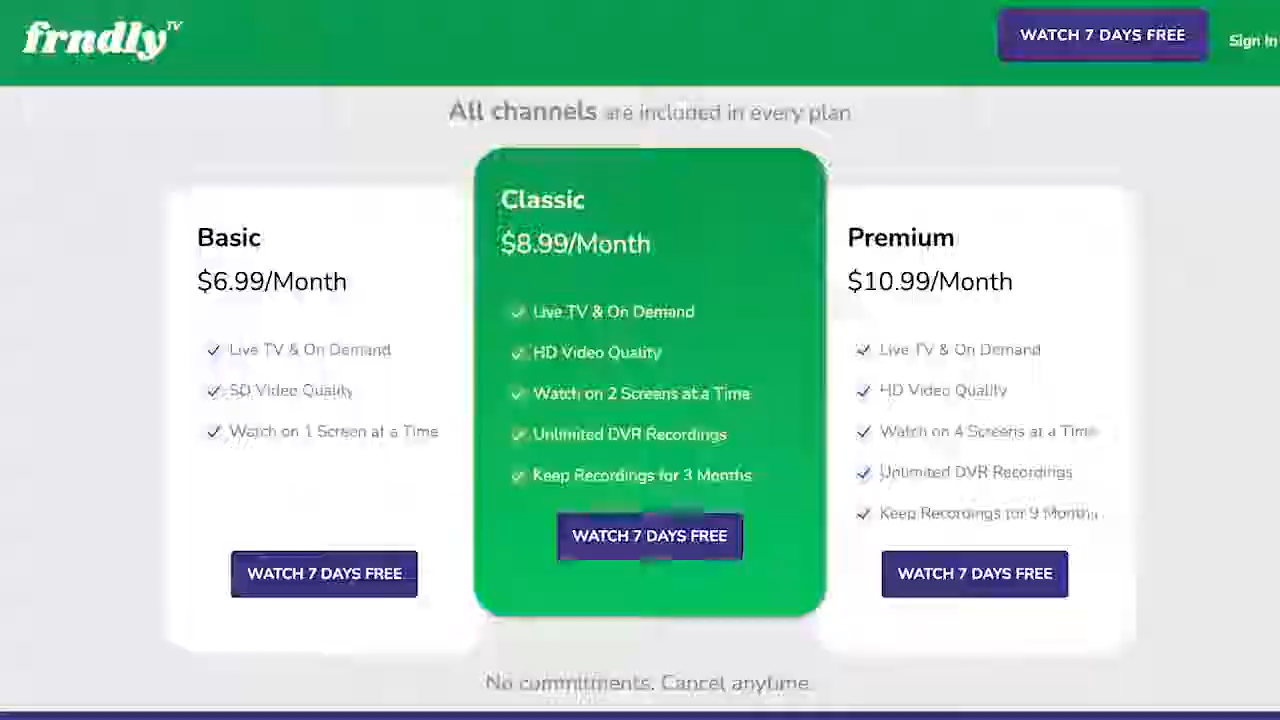 frndly TV
WATCH 7 DAYS FREE
Sign In
All channels are included in every plan
Basic
$6.99/Month
Live TV & On Demand
SD Video Quality
Watch on 1 Screen at a Time
WATCH 7 DAYS FREE
Classic
$8.99/Month
Live TV & On Demand
HD Video Quality
Watch on 2 Screens at a Time
Unlimited DVR Recordings
Keep Recordings for 3 Months
WATCH 7 DAYS FREE
Premium
$10.99/Month
Live TV & On Demand
HD Video Quality
Watch on 4 Screens at a Time
Unlimited DVR Recordings
Keep Recordings for 9 Months
WATCH 7 DAYS FREE
No commitments. Cancel anytime.